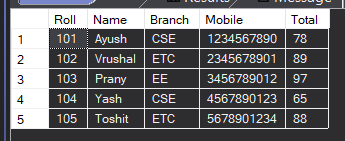 Results Message
Roll Name Branch Mobile Total
1 101 Ayush CSE 1234567890 78
2 102 Vrushal ETC 2345678901 89
3 103 Prany EE 3456789012 97
4 104 Yash CSE 4567890123 65
5 105 Toshit ETC 5678901234 88